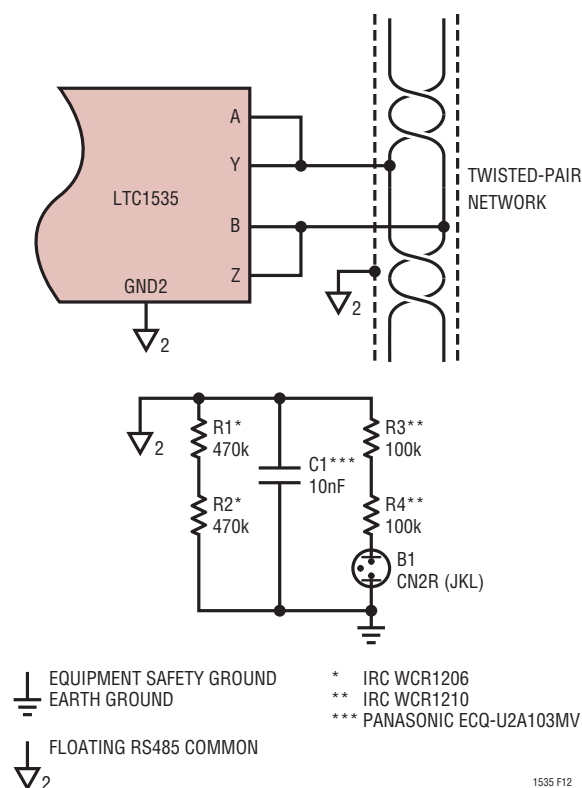 A
Y
LTC1535
B
Z
GND2
2
2
TWISTED-PAIR
NETWORK
2
R1*
470k
R2*
470k
C1***
10nF
R3**
100k
R4**
100k
B1
CN2R (JKL)
EQUIPMENT SAFETY GROUND
EARTH GROUND
FLOATING RS485 COMMON
2
* IRC WCR1206
** IRC WCR1210
*** PANASONIC ECQ-U2A103MV
1535 F12